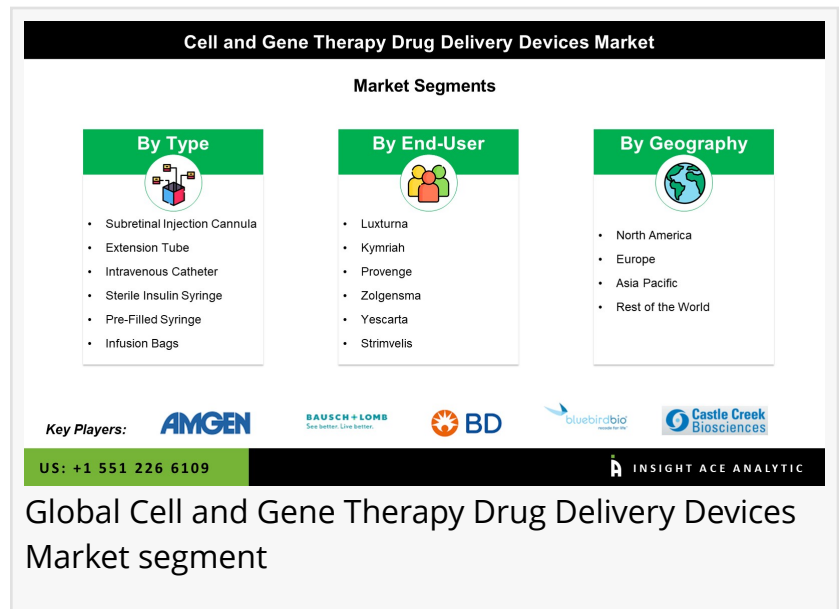 Cell and Gene Therapy Drug Delivery Devices Market
Market Segments
By Type
• Subretinal Injection Cannula
• Extension Tube
• Intravenous Catheter
• Sterile Insulin Syringe
• Pre-Filled Syringe
• Infusion Bags
By End-User
• Luxturna
• Kymriah
• Provenge
• Zolgensma
• Yescarta
• Strimvelis
By Geography
• North America
• Europe
• Asia Pacific
• Rest of the World
Key Players:
AMGEN
BAUSCH + LOMB
See better. Live better.
BD
bluebirdbio
Castle Creek
Biosciences
US: +1 551 226 6109
INSIGHT ACE ANALYTIC
Global Cell and Gene Therapy Drug Delivery Devices
Market segment